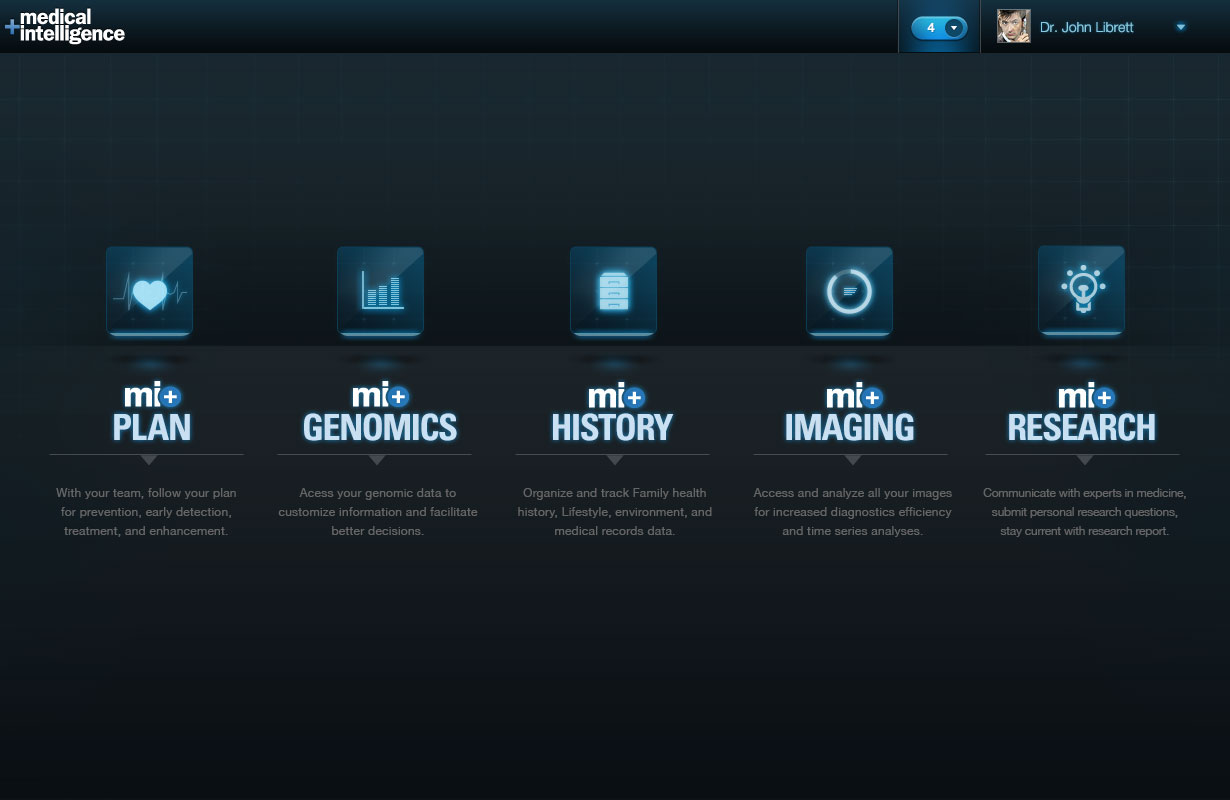 medical
intelligence
4
Dr. John Librett
mi+
PLAN
With your team, follow your plan
for prevention, early detection,
treatment, and enhancement.
mi+
GENOMICS
Acess your genomic data to
customize information and facilitate
better decisions.
mi+
HISTORY
Organize and track Family health
history, Lifestyle, environment, and
medical records data.
mi+
IMAGING
Access and analyze all your images
for increased diagnostics efficiency
and time series analyses.
mi+
RESEARCH
Communicate with experts in medicine,
submit personal research questions,
stay current with research report.